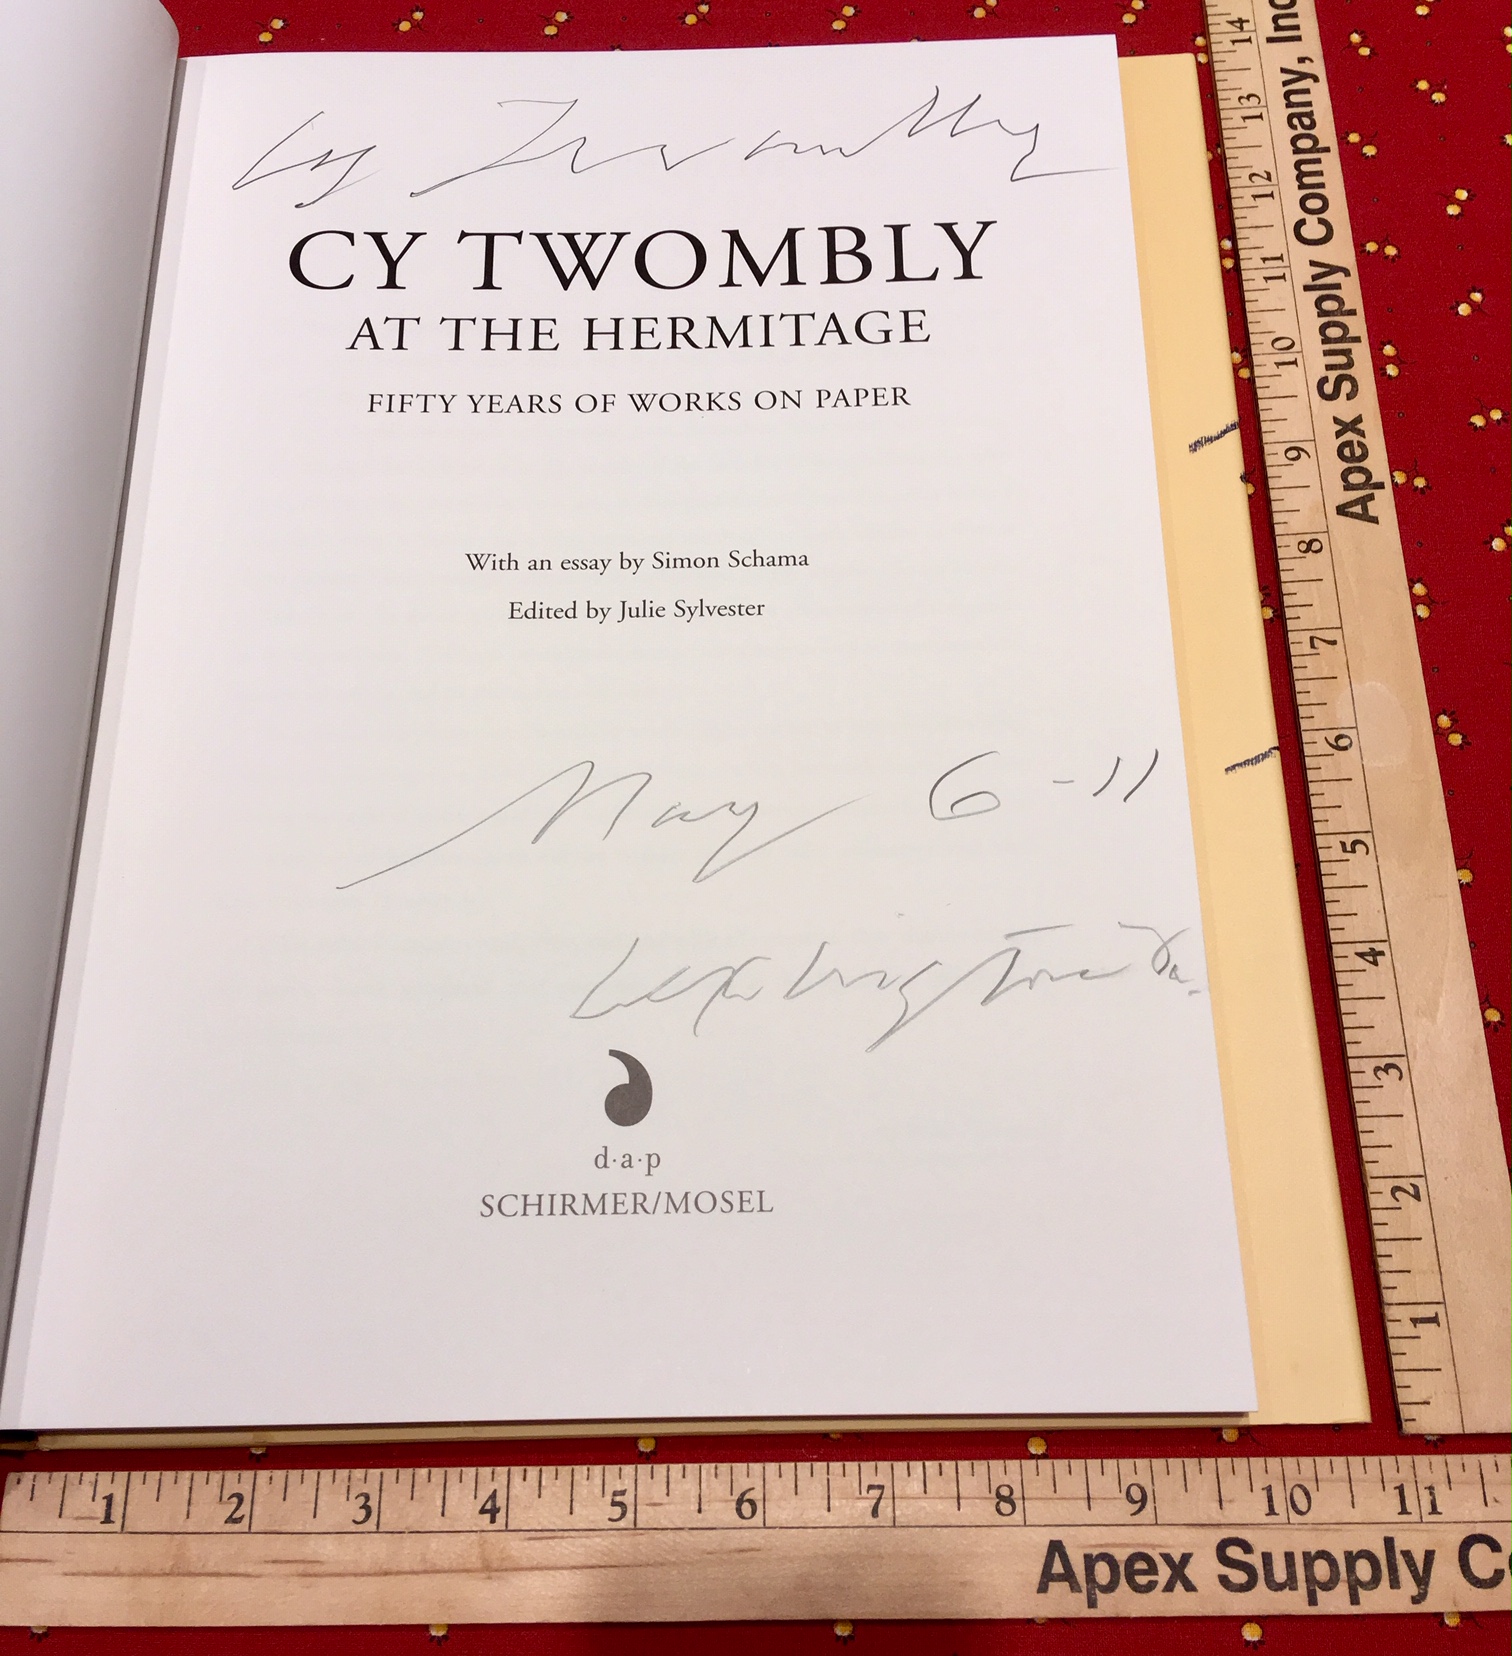 Cy Twombly
CY TWOMBLY
AT THE HERMITAGE
FIFTY YEARS OF WORKS ON PAPER
With an essay by Simon Schama
Edited by Julie Sylvester
May 6-11
Lexington Va.
d·a·p
SCHIRMER/MOSEL
14 13 12 11 10 9 8 7 6 5 4 3 2 1
Apex Supply Company, Inc
1 2 3 4 5 6 7 8 9 10 11
Apex Supply Co